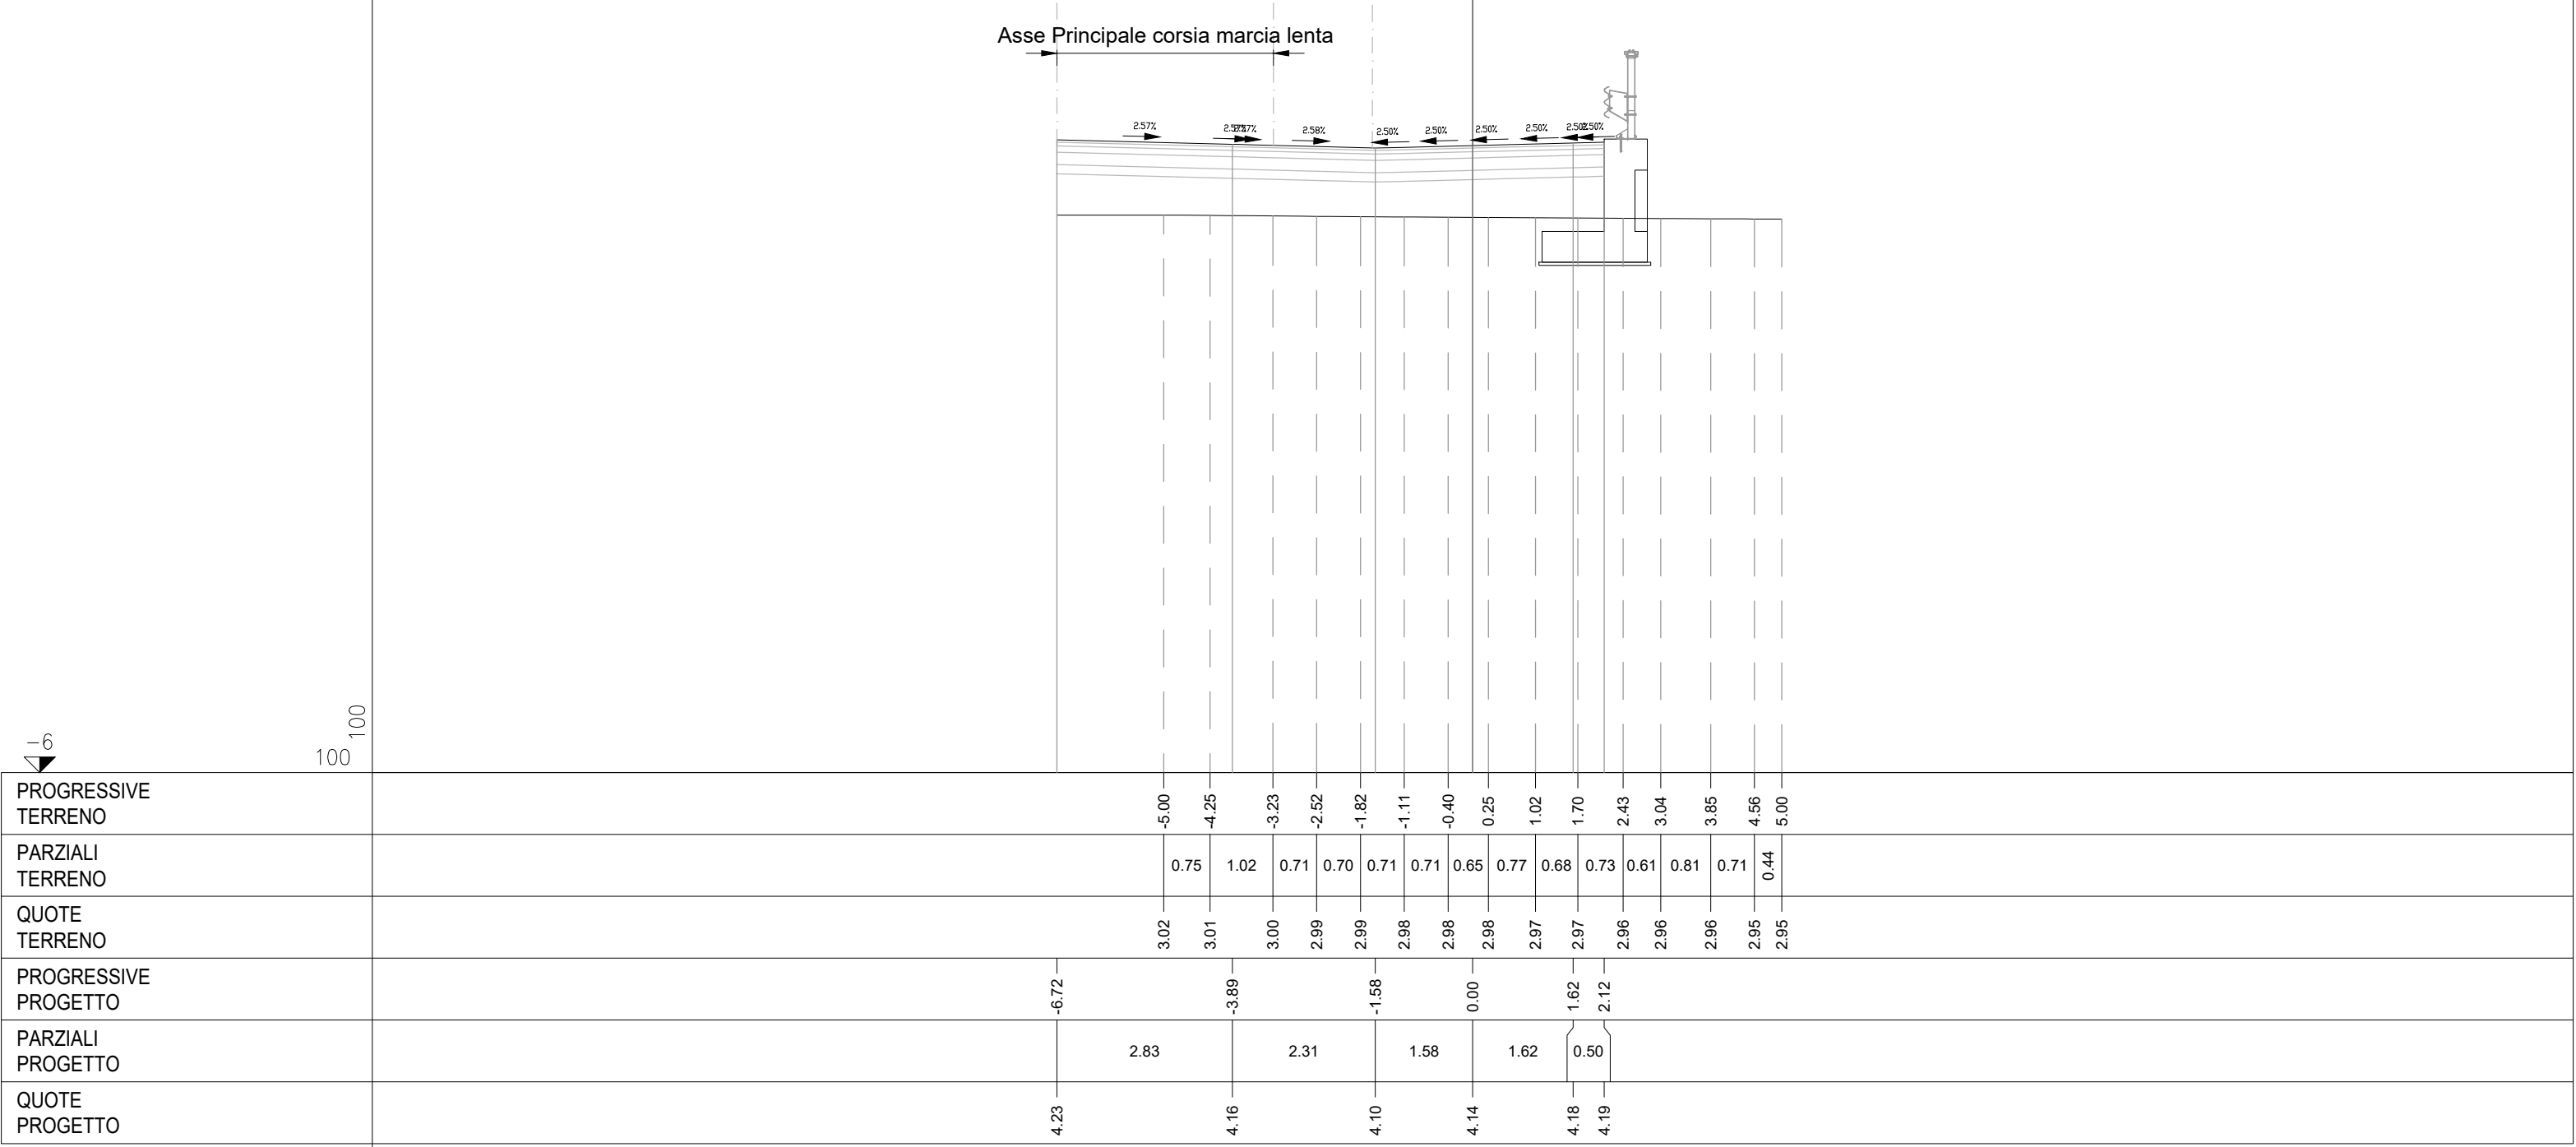 Asse Principale corsia marcia lenta
2.57% 2.57% 2.57% 2.58% 2.50% 2.50% 2.50% 2.50% 2.50% 2.50%
-6
100
100
PROGRESSIVE
TERRENO
-5.00 -4.25 -3.23 -2.52 -1.82 -1.11 -0.40 0.25 1.02 1.70 2.43 3.04 3.85 4.56 5.00
PARZIALI
TERRENO
0.75 1.02 0.71 0.70 0.71 0.71 0.65 0.77 0.68 0.73 0.61 0.81 0.71 0.44
QUOTE
TERRENO
3.02 3.01 3.00 2.99 2.99 2.98 2.98 2.98 2.97 2.97 2.96 2.96 2.96 2.95 2.95
PROGRESSIVE
PROGETTO
-6.72 -3.89 -1.58 0.00 1.62 2.12
PARZIALI
PROGETTO
2.83 2.31 1.58 1.62 0.50
QUOTE
PROGETTO
4.23 4.16 4.10 4.14 4.18 4.19